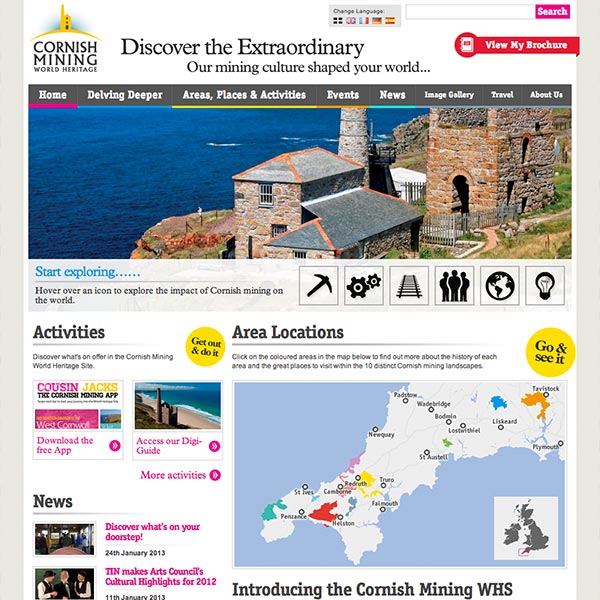 Change Language:
Search
CORNISH
MINING
WORLD HERITAGE
Discover the Extraordinary
Our mining culture shaped your world...
View My Brochure
Home
Delving Deeper
Areas, Places & Activities
Events
News
Image Gallery
Travel
About Us
Start exploring......
Hover over an icon to explore the impact of Cornish mining on
the world.
Activities
Get out
& do it
Discover what's on offer in the Cornish Mining
World Heritage Site.
COUSIN JACKS
THE CORNISH MINING APP
West Cornwall
Download the
free App
Access our Digi-
Guide
More activities
News
Discover what's on your
doorstep!
24th January 2013
TIN makes Arts Council's
Cultural Highlights for 2012
11th January 2013
Area Locations
Go &
see it
Click on the coloured areas in the map below to find out more about the history of each
area and the great places to visit within the 10 distinct Cornish mining landscapes.
Tavistock
Padstow
Wadebridge
Bodmin
Liskeard
Lostwithiel
Newquay
Plymouth
St Austell
Truro
Redruth
St Ives
Camborne
Falmouth
Penzance
Helston
Introducing the Cornish Mining WHS